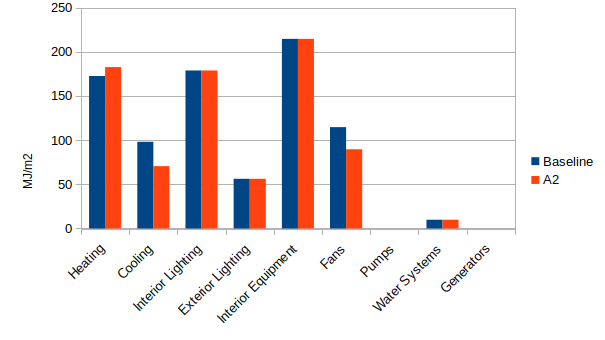 250
200
150
100
50
0
MJ/m2
Heating
Cooling
Interior Lighting
Exterior Lighting
Interior Equipment
Fans
Pumps
Water Systems
Generators
Baseline
A2